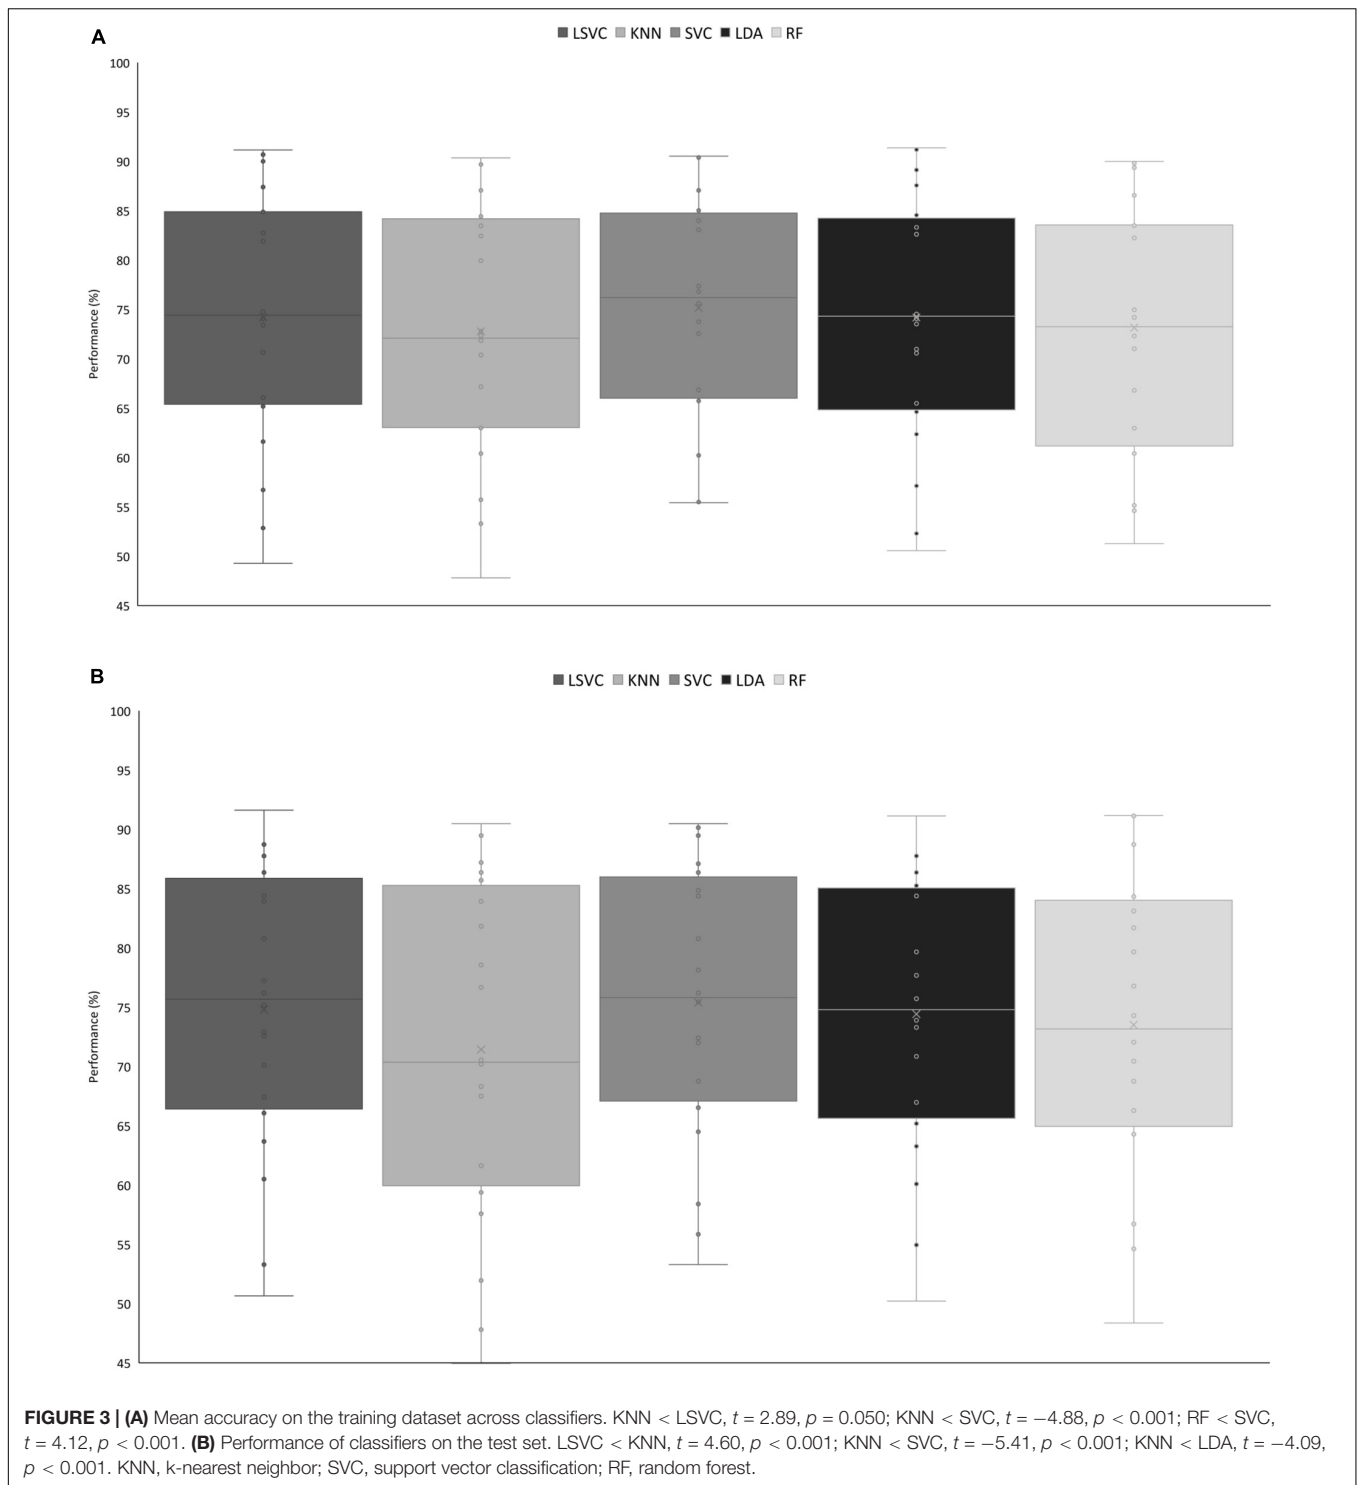 A
LSVC KNN SVC LDA RF
100
95
90
85
80
75
70
65
60
55
50
45
Performance (%)
B
LSVC KNN SVC LDA RF
100
95
90
85
80
75
70
65
60
55
50
45
Performance (%)
FIGURE 3 | (A) Mean accuracy on the training dataset across classifiers. KNN < LSVC, t = 2.89, p = 0.050; KNN < SVC, t = −4.88, p < 0.001; RF < SVC,
t = 4.12, p < 0.001. (B) Performance of classifiers on the test set. LSVC < KNN, t = 4.60, p < 0.001; KNN < SVC, t = −5.41, p < 0.001; KNN < LDA, t = −4.09,
p < 0.001. KNN, k-nearest neighbor; SVC, support vector classification; RF, random forest.